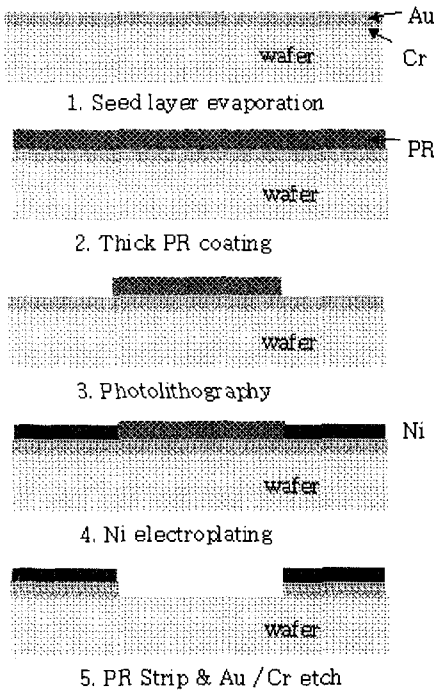 Au
wafer
Cr
1. Seed layer evaporation
PR
wafer
2. Thick PR coating
wafer
3. Photolithography
Ni
wafer
4. Ni electroplating
wafer
5. PR Strip & Au / Cr etch